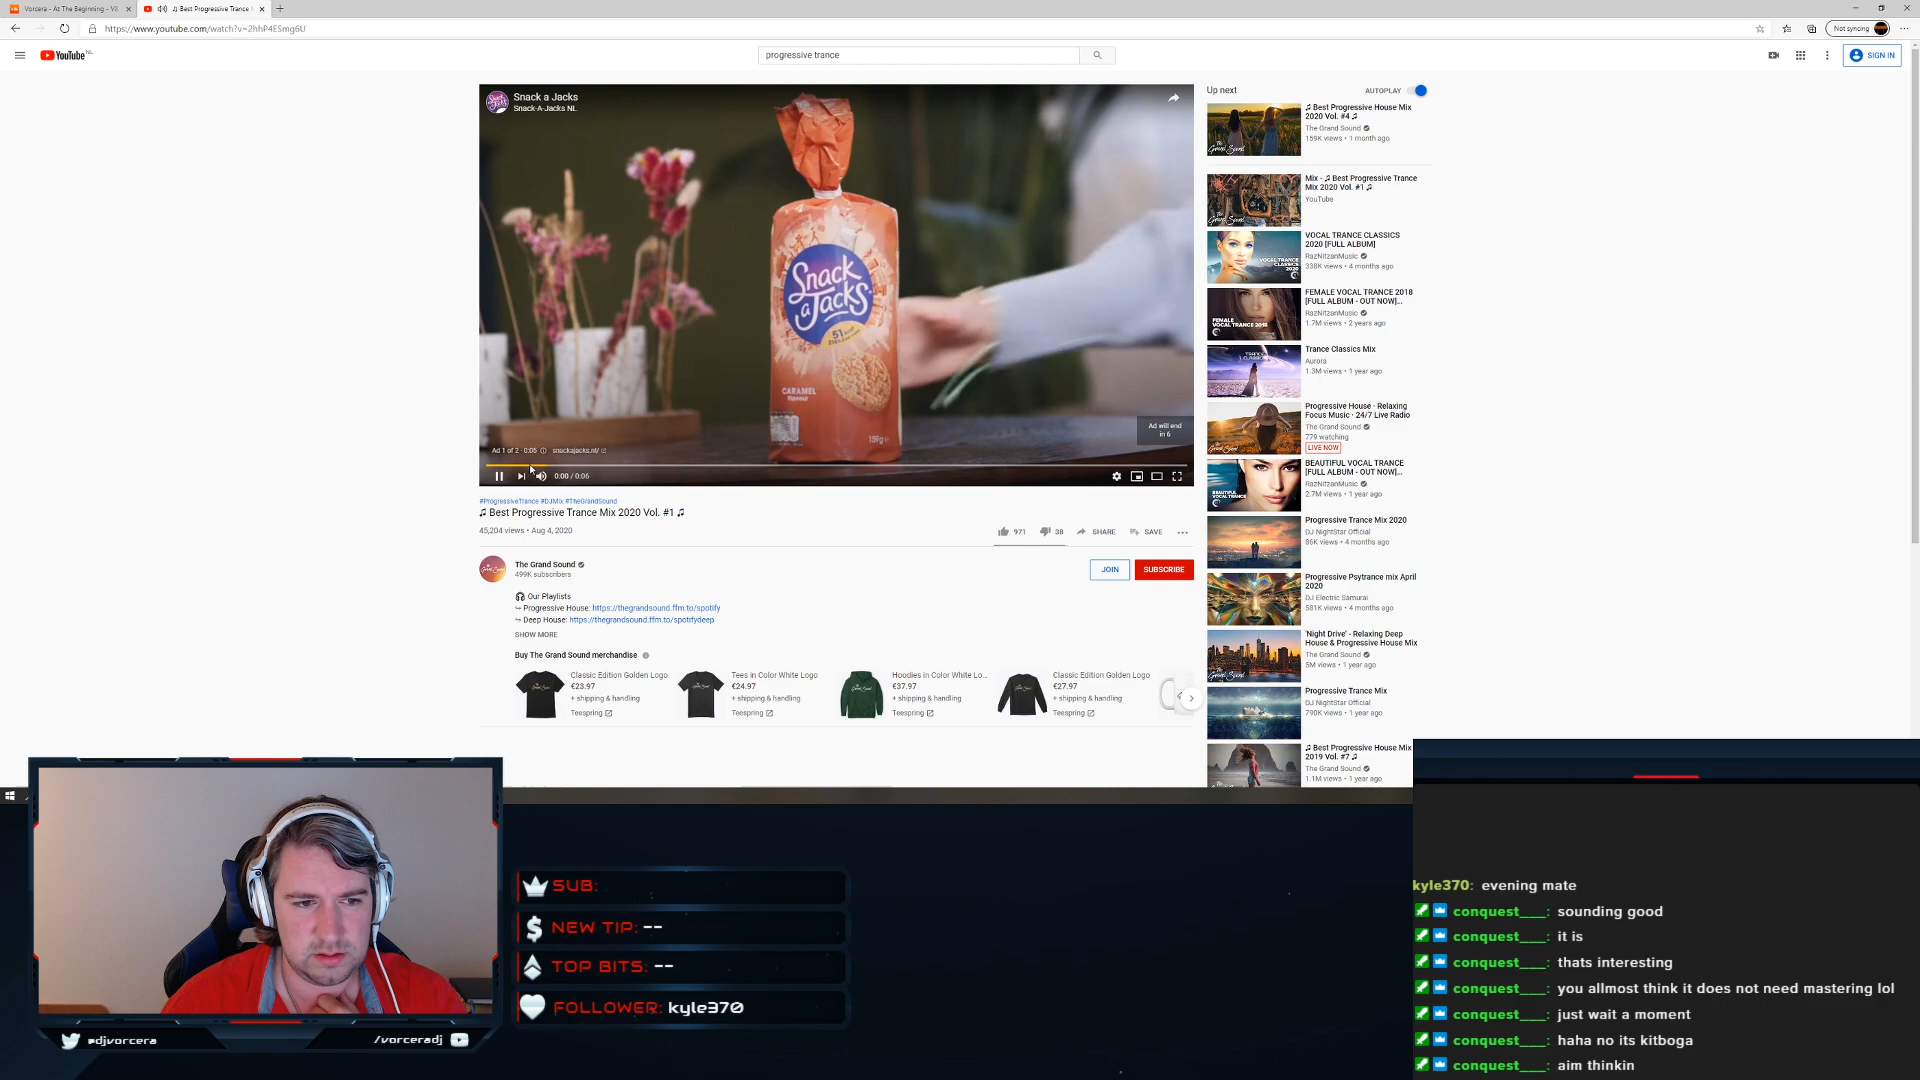 Vorcera - At The Beginning - V8
♫ Best Progressive Trance M
https://www.youtube.com/watch?v=2hhP4ESmg6U
Not syncing
YouTube NL
progressive trance
SIGN IN
Snack a Jacks
Snack-A-Jacks NL
Snack
a
Jacks
51
CARAMEL
flavour
159g
Ad will end
in 6
Ad 1 of 2 · 0:05
snackajacks.nl/
0:00 / 0:06
#ProgressiveTrance #DJMix #TheGrandSound
♫ Best Progressive Trance Mix 2020 Vol. #1 ♫
45,204 views • Aug 4, 2020
971
38
SHARE
SAVE
The Grand Sound
499K subscribers
JOIN
SUBSCRIBE
🎧 Our Playlists
↪ Progressive House: https://thegrandsound.ffm.to/spotify
↪ Deep House: https://thegrandsound.ffm.to/spotifydeep
SHOW MORE
Buy The Grand Sound merchandise
Classic Edition Golden Logo
€23.97
+ shipping & handling
Teespring
Tees in Color White Logo
€24.97
+ shipping & handling
Teespring
Hoodies in Color White Lo...
€37.97
+ shipping & handling
Teespring
Classic Edition Golden Logo
€27.97
+ shipping & handling
Teespring
Up next
AUTOPLAY
♫ Best Progressive House Mix
2020 Vol. #4 ♫
The Grand Sound
159K views • 1 month ago
Mix - ♫ Best Progressive Trance
Mix 2020 Vol. #1 ♫
YouTube
VOCAL TRANCE CLASSICS
2020 [FULL ALBUM]
RazNitzanMusic
338K views • 4 months ago
FEMALE VOCAL TRANCE 2018
[FULL ALBUM - OUT NOW]...
RazNitzanMusic
1.7M views • 2 years ago
Trance Classics Mix
Aurora
1.3M views • 1 year ago
Progressive House · Relaxing
Focus Music · 24/7 Live Radio
The Grand Sound
779 watching
LIVE NOW
BEAUTIFUL VOCAL TRANCE
[FULL ALBUM - OUT NOW]...
RazNitzanMusic
2.7M views • 1 year ago
Progressive Trance Mix 2020
DJ NightStar Official
86K views • 4 months ago
Progressive Psytrance mix April
2020
DJ Electric Samurai
581K views • 4 months ago
'Night Drive' - Relaxing Deep
House & Progressive House Mix
The Grand Sound
5M views • 1 year ago
Progressive Trance Mix
DJ NightStar Official
790K views • 1 year ago
♫ Best Progressive House Mix
2019 Vol. #7 ♫
The Grand Sound
1.1M views • 1 year ago
@djvorcera
/vorceradj
SUB:
NEW TIP: --
TOP BITS: --
FOLLOWER: kyle370
kyle370: evening mate
conquest___: sounding good
conquest___: it is
conquest___: thats interesting
conquest___: you allmost think it does not need mastering lol
conquest___: just wait a moment
conquest___: haha no its kitboga
conquest___: aim thinkin